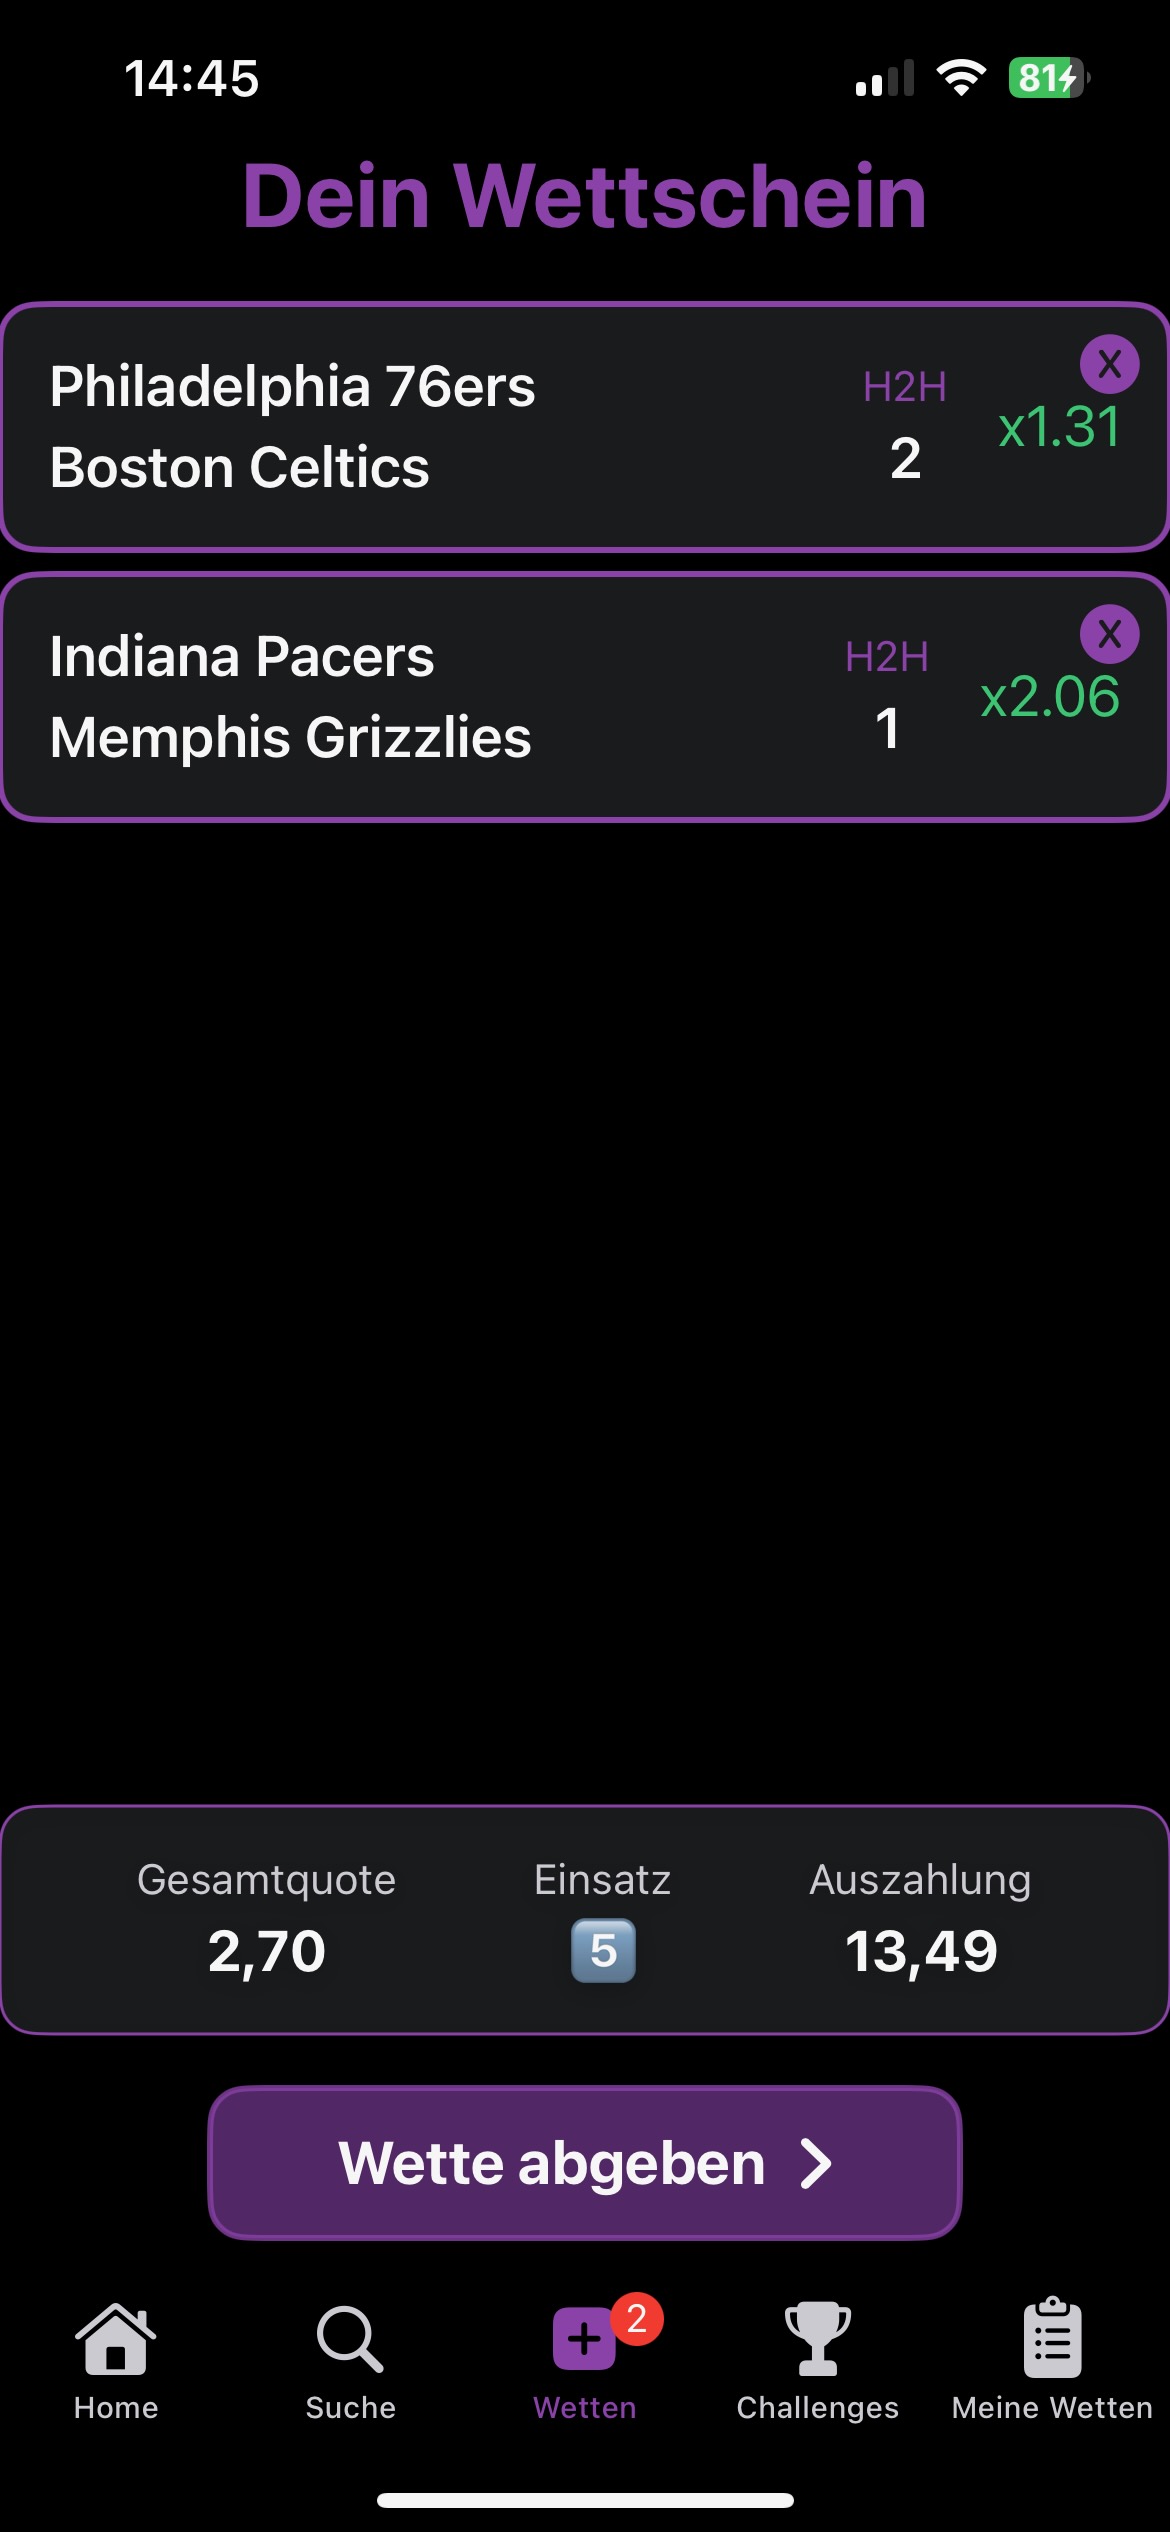 14:45
81
Dein Wettschein
Philadelphia 76ers
Boston Celtics
H2H
2
X
x1.31
Indiana Pacers
Memphis Grizzlies
H2H
1
X
x2.06
Gesamtquote
2,70
Einsatz
5
Auszahlung
13,49
Wette abgeben
2
Home
Suche
Wetten
Challenges
Meine Wetten